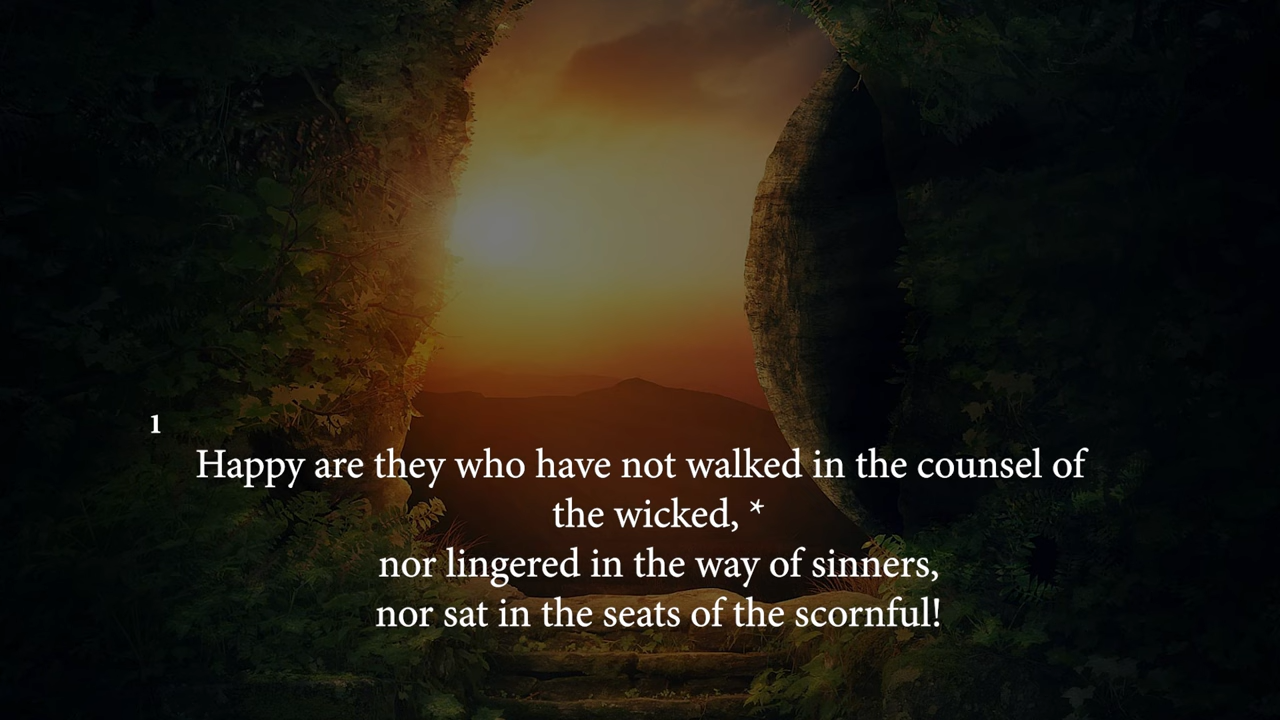 1
Happy are they who have not walked in the counsel of
the wicked, *
nor lingered in the way of sinners,
nor sat in the seats of the scornful!